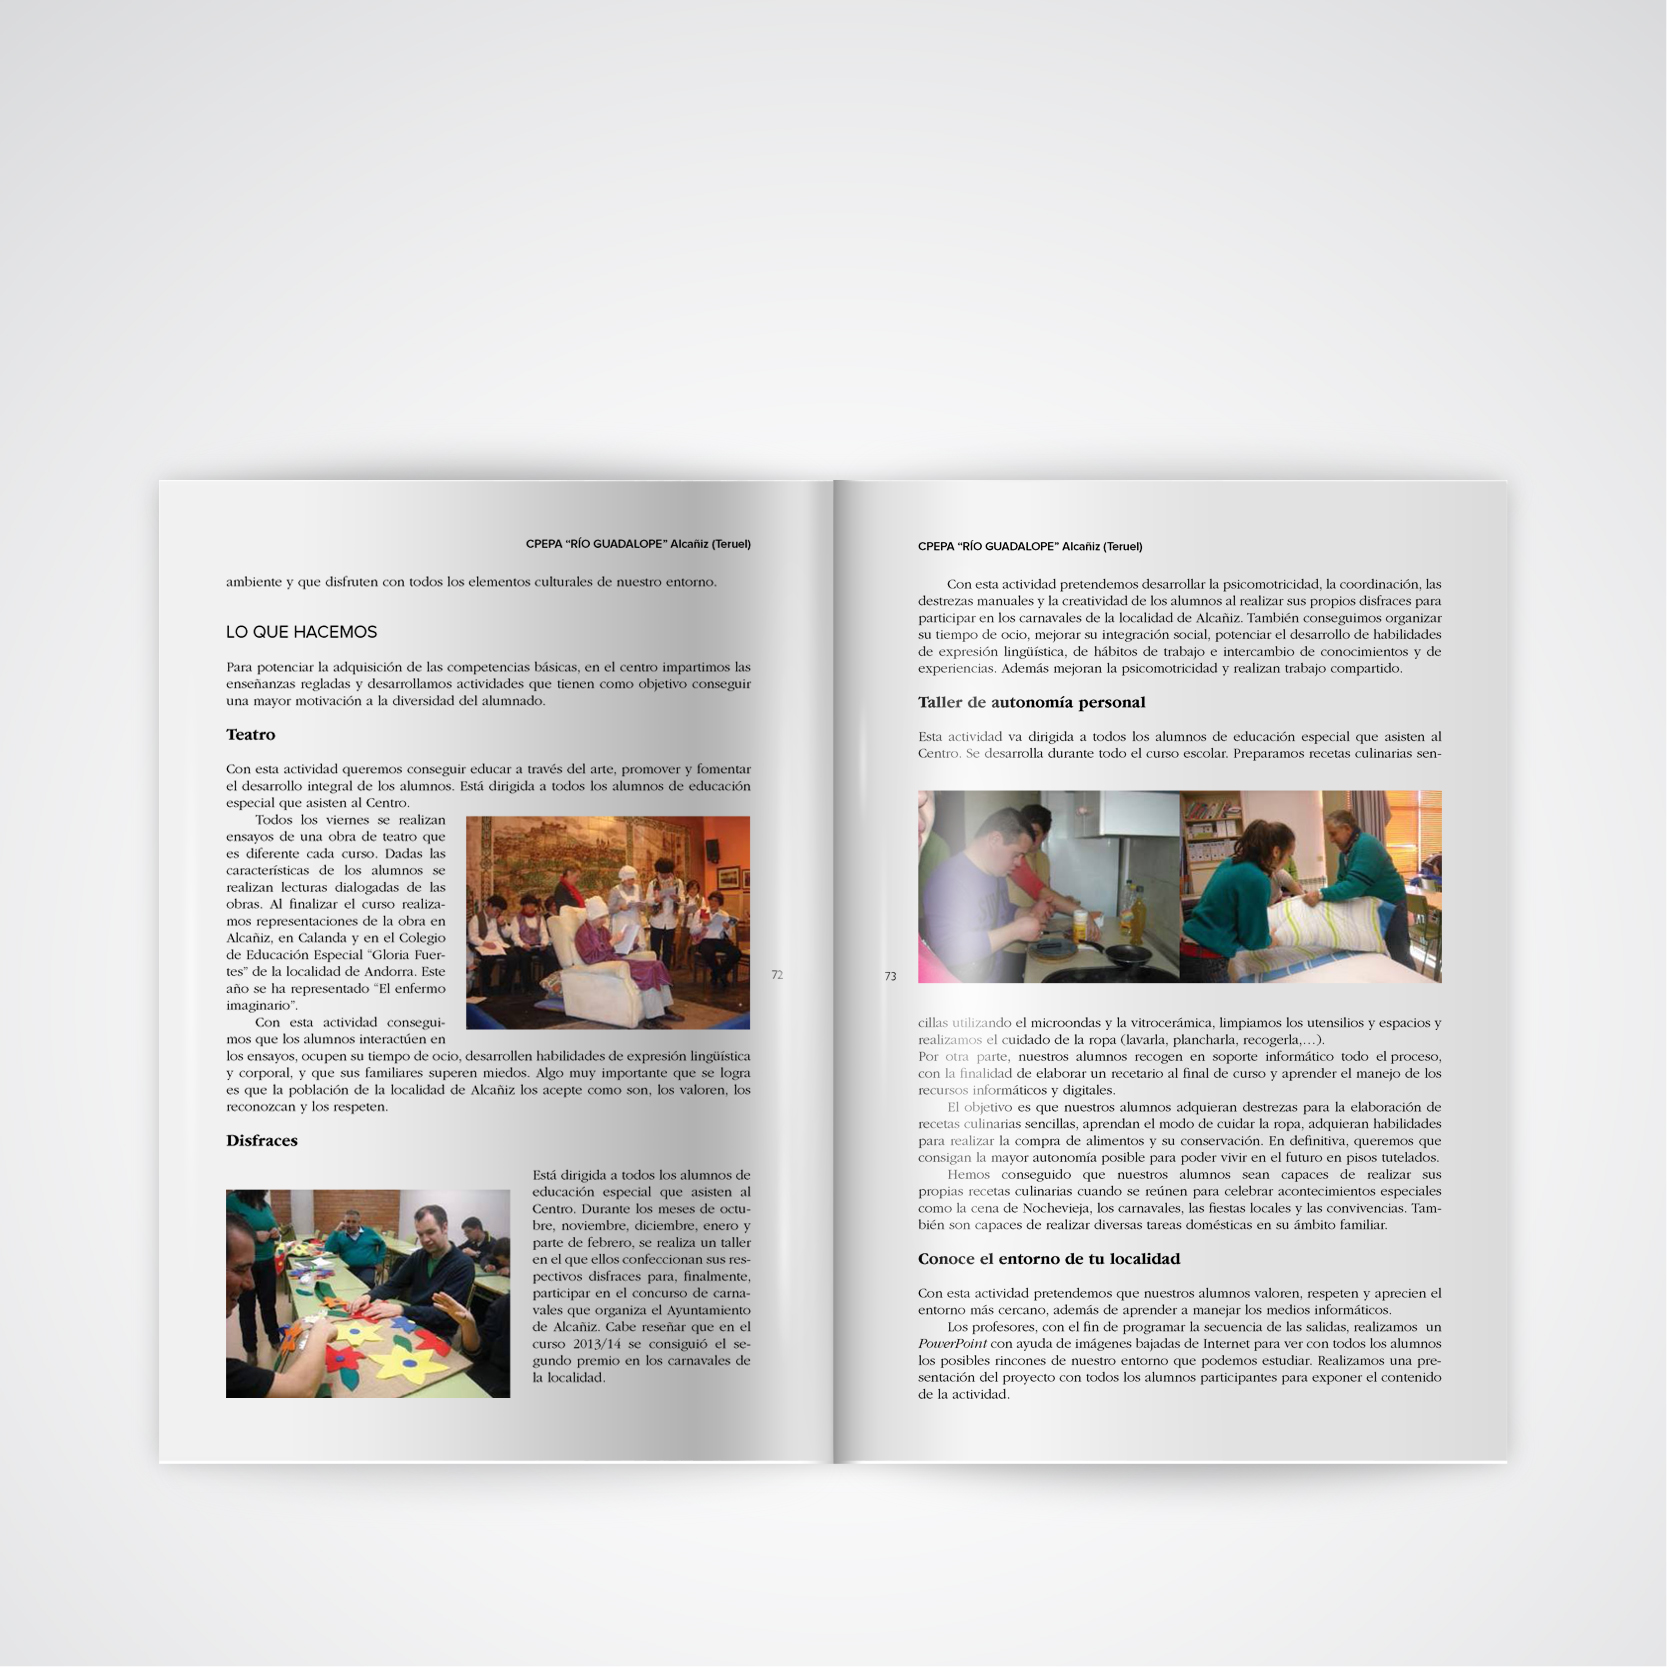 CPEPA “RÍO GUADALOPE” Alcañiz (Teruel)
ambiente y que disfruten con todos los elementos culturales de nuestro entorno.
LO QUE HACEMOS
Para potenciar la adquisición de las competencias básicas, en el centro impartimos las
enseñanzas regladas y desarrollamos actividades que tienen como objetivo conseguir
una mayor motivación a la diversidad del alumnado.
Teatro
Con esta actividad queremos conseguir educar a través del arte, promover y fomentar
el desarrollo integral de los alumnos. Está dirigida a todos los alumnos de educación
especial que asisten al Centro.
Todos los viernes se realizan
ensayos de una obra de teatro que
es diferente cada curso. Dadas las
características de los alumnos se
realizan lecturas dialogadas de las
obras. Al finalizar el curso realiza-
mos representaciones de la obra en
Alcañiz, en Calanda y en el Colegio
de Educación Especial “Gloria Fuer-
tes” de la localidad de Andorra. Este
año se ha representado “El enfermo
imaginario”.
Con esta actividad consegui-
mos que los alumnos interactúen en
los ensayos, ocupen su tiempo de ocio, desarrollen habilidades de expresión lingüística
y corporal, y que sus familiares superen miedos. Algo muy importante que se logra
es que la población de la localidad de Alcañiz los acepte como son, los valoren, los
reconozcan y los respeten.
Disfraces
Está dirigida a todos los alumnos de
educación especial que asisten al
Centro. Durante los meses de octu-
bre, noviembre, diciembre, enero y
parte de febrero, se realiza un taller
en el que ellos confeccionan sus res-
pectivos disfraces para, finalmente,
participar en el concurso de carna-
vales que organiza el Ayuntamiento
de Alcañiz. Cabe reseñar que en el
curso 2013/14 se consiguió el se-
gundo premio en los carnavales de
la localidad.
72
CPEPA “RÍO GUADALOPE” Alcañiz (Teruel)
Con esta actividad pretendemos desarrollar la psicomotricidad, la coordinación, las
destrezas manuales y la creatividad de los alumnos al realizar sus propios disfraces para
participar en los carnavales de la localidad de Alcañiz. También conseguimos organizar
su tiempo de ocio, mejorar su integración social, potenciar el desarrollo de habilidades
de expresión lingüística, de hábitos de trabajo e intercambio de conocimientos y de
experiencias. Además mejoran la psicomotricidad y realizan trabajo compartido.
Taller de autonomía personal
Esta actividad va dirigida a todos los alumnos de educación especial que asisten al
Centro. Se desarrolla durante todo el curso escolar. Preparamos recetas culinarias sen-
73
cillas utilizando el microondas y la vitrocerámica, limpiamos los utensilios y espacios y
realizamos el cuidado de la ropa (lavarla, plancharla, recogerla,…).
Por otra parte, nuestros alumnos recogen en soporte informático todo el proceso,
con la finalidad de elaborar un recetario al final de curso y aprender el manejo de los
recursos informáticos y digitales.
El objetivo es que nuestros alumnos adquieran destrezas para la elaboración de
recetas culinarias sencillas, aprendan el modo de cuidar la ropa, adquieran habilidades
para realizar la compra de alimentos y su conservación. En definitiva, queremos que
consigan la mayor autonomía posible para poder vivir en el futuro en pisos tutelados.
Hemos conseguido que nuestros alumnos sean capaces de realizar sus
propias recetas culinarias cuando se reúnen para celebrar acontecimientos especiales
como la cena de Nochevieja, los carnavales, las fiestas locales y las convivencias. Tam-
bién son capaces de realizar diversas tareas domésticas en su ámbito familiar.
Conoce el entorno de tu localidad
Con esta actividad pretendemos que nuestros alumnos valoren, respeten y aprecien el
entorno más cercano, además de aprender a manejar los medios informáticos.
Los profesores, con el fin de programar la secuencia de las salidas, realizamos un
PowerPoint con ayuda de imágenes bajadas de Internet para ver con todos los alumnos
los posibles rincones de nuestro entorno que podemos estudiar. Realizamos una pre-
sentación del proyecto con todos los alumnos participantes para exponer el contenido
de la actividad.